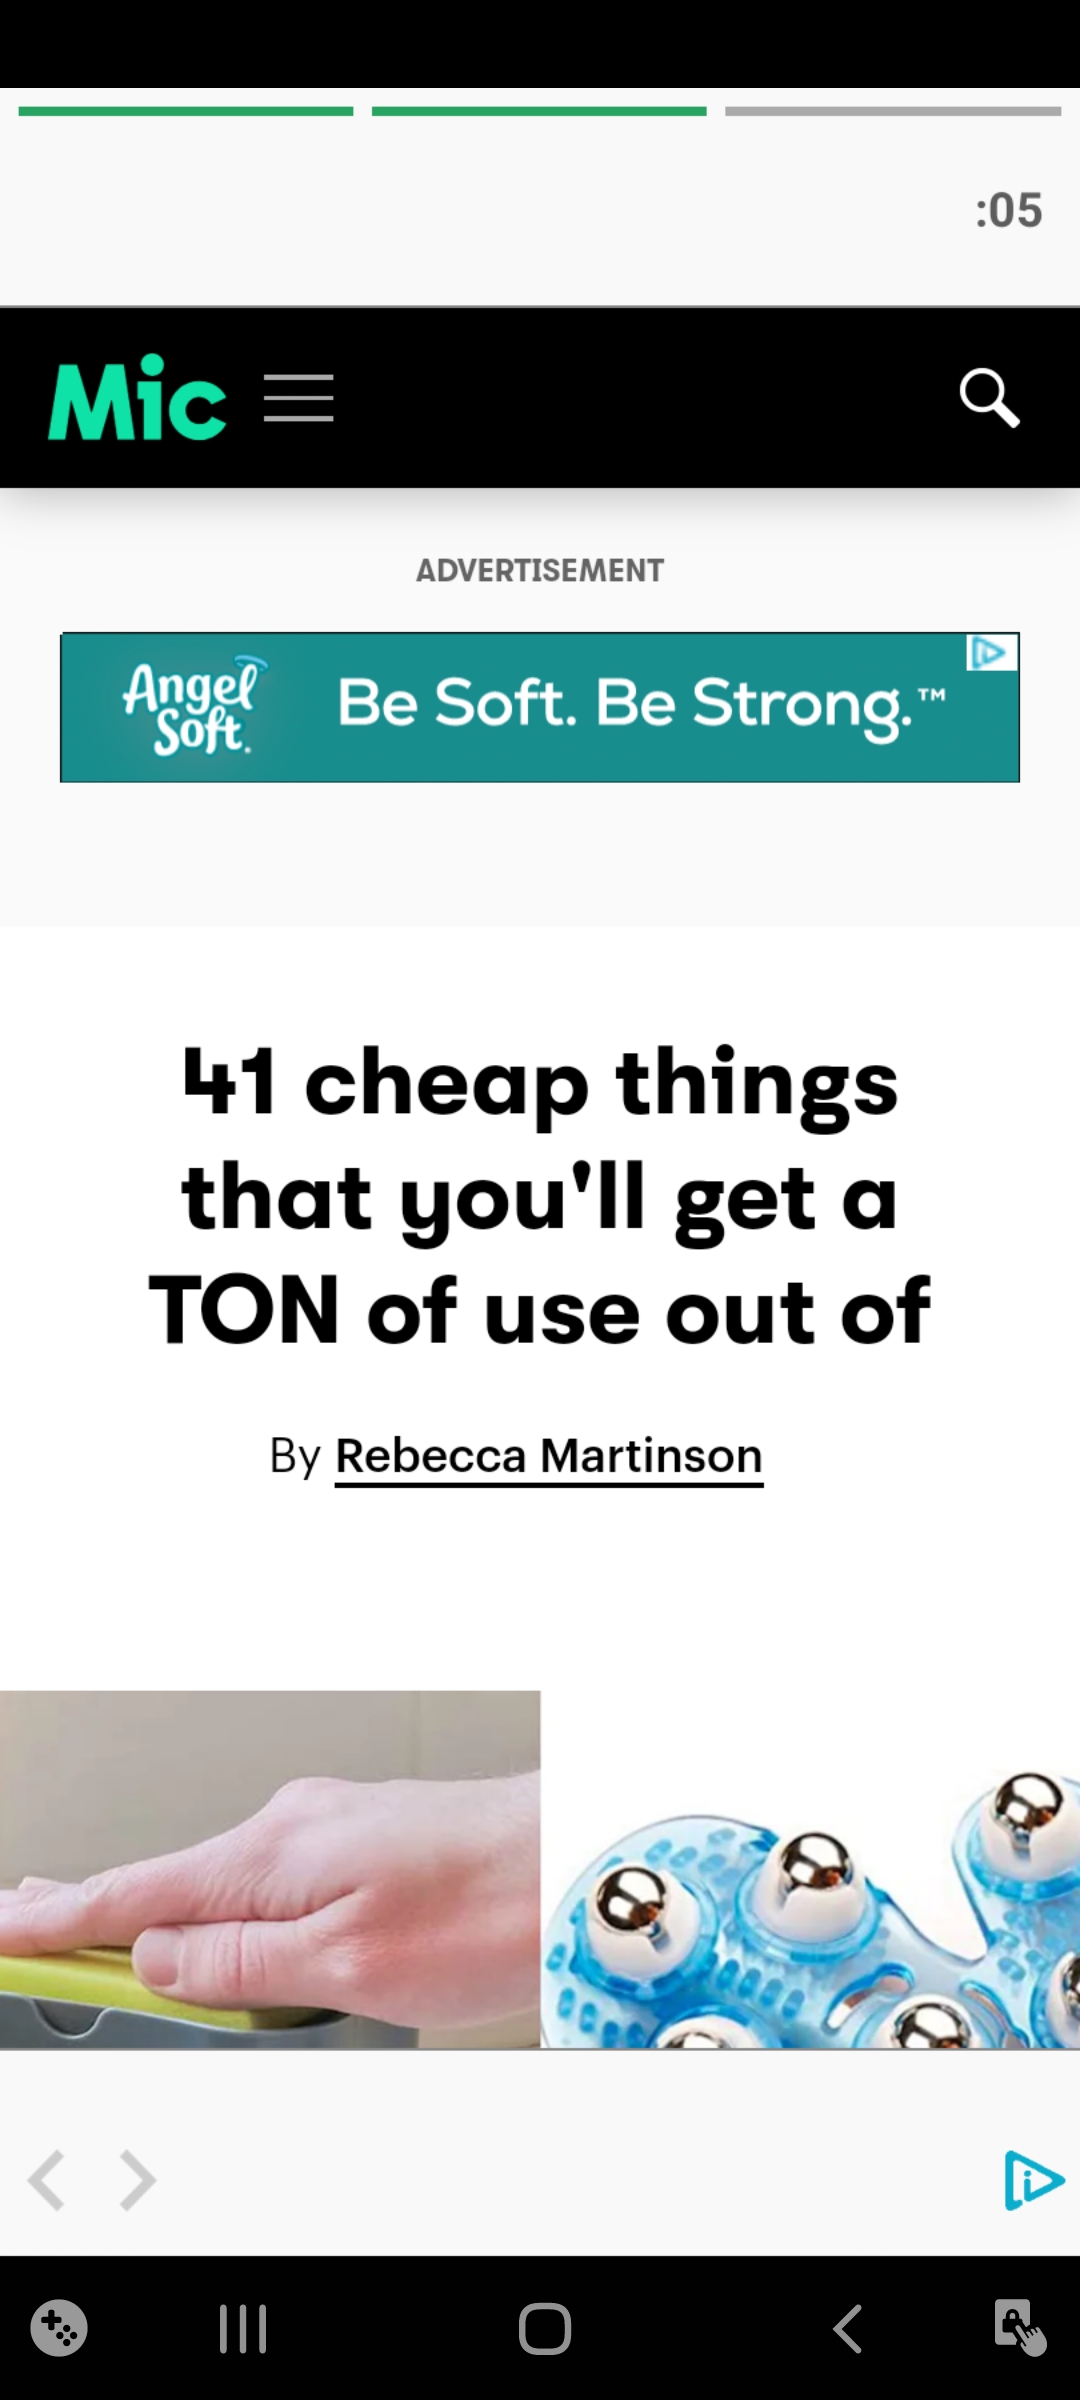 :05
Mic
ADVERTISEMENT
Angel
Soft.
Be Soft. Be Strong.™
41 cheap things
that you'll get a
TON of use out of
By Rebecca Martinson